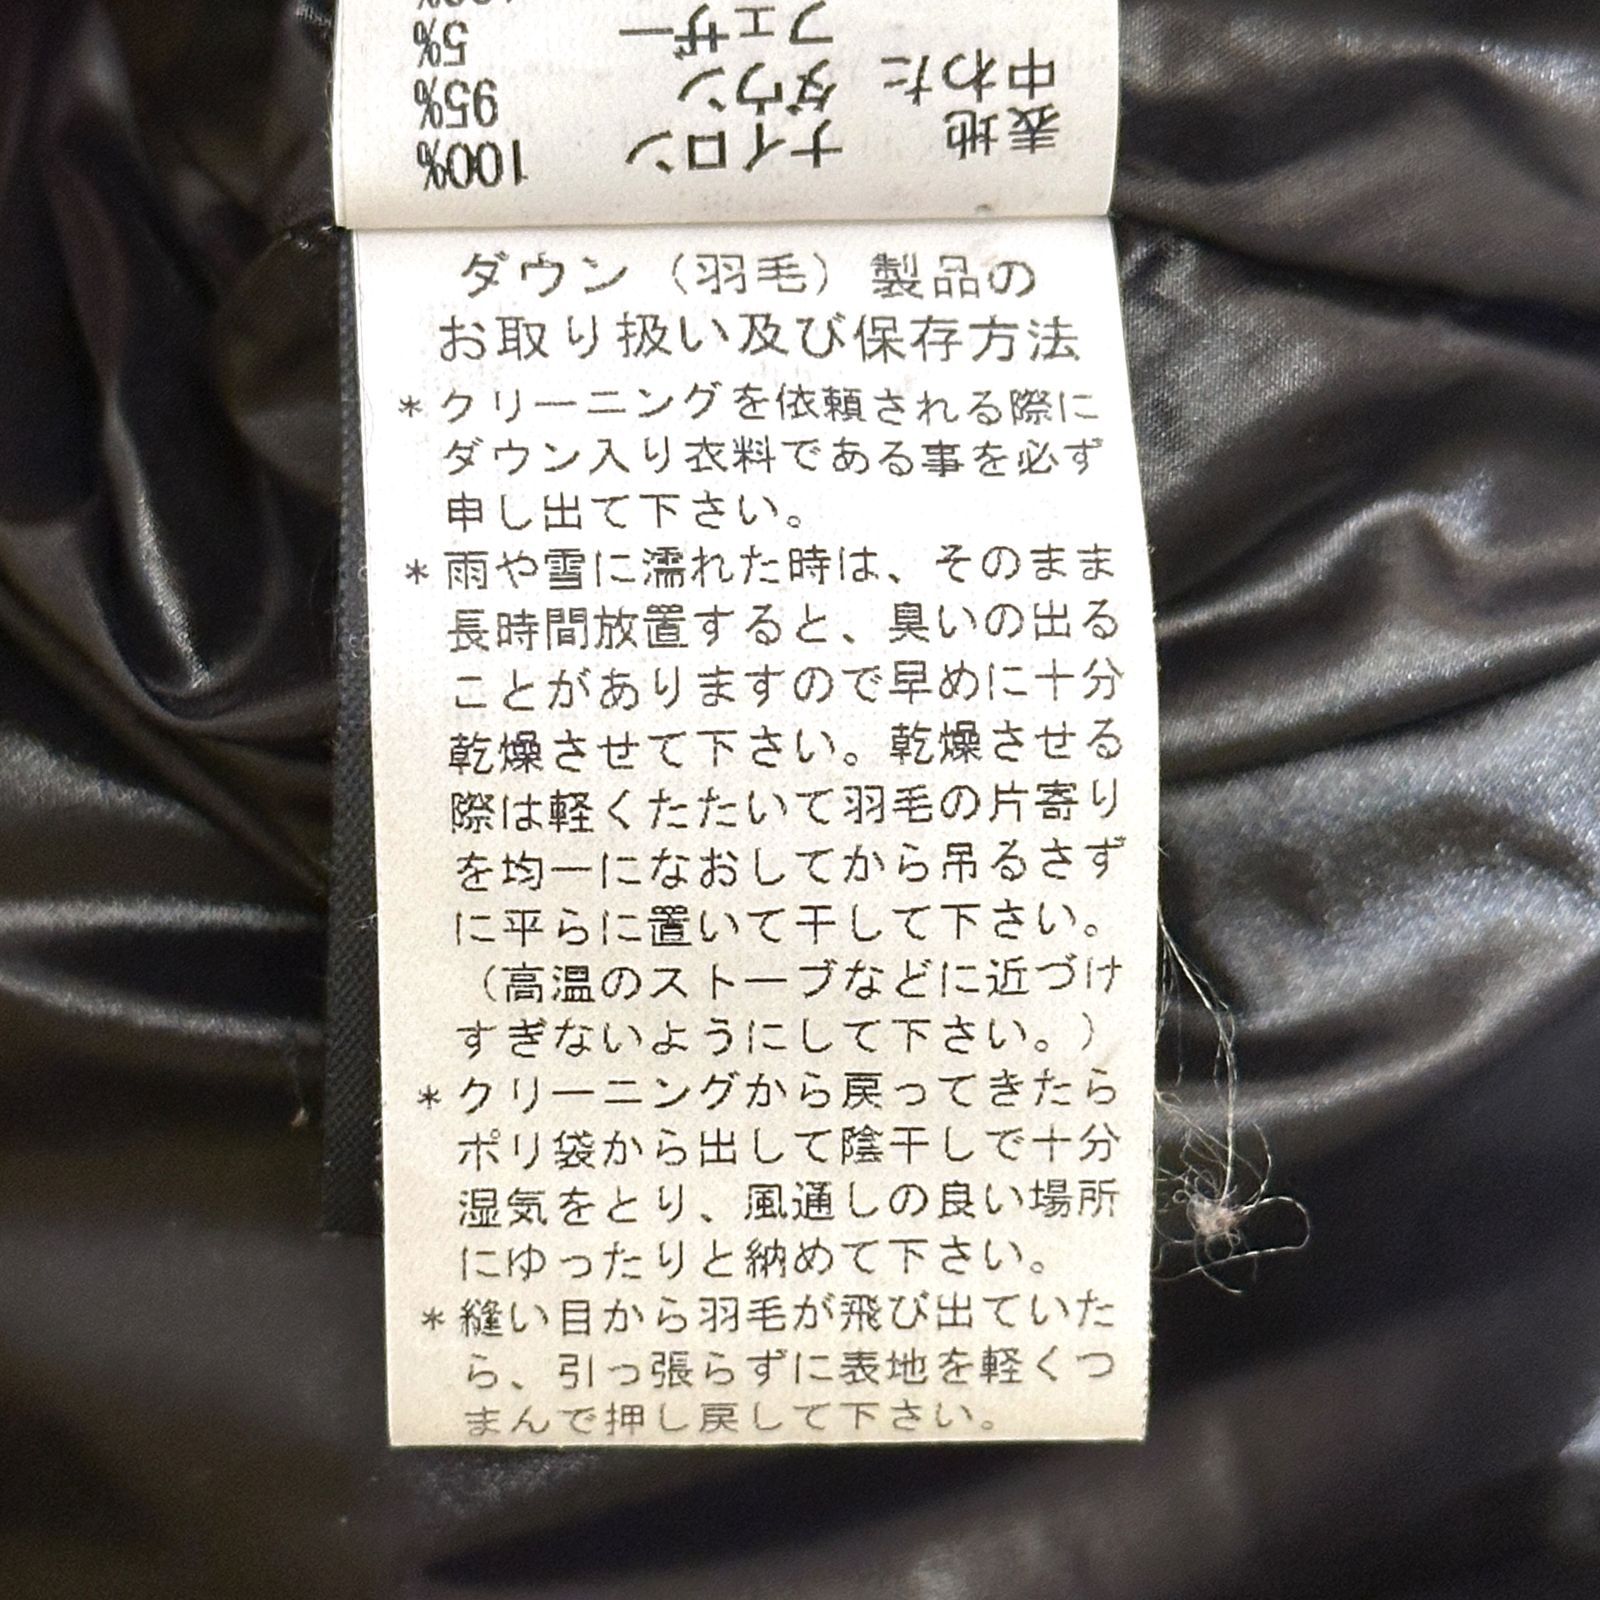 表 地 ナイロン 100%
中わた ダウン 95%
フェザー 5%
ダウン（羽毛）製品の
お取り扱い及び保存方法
＊クリーニングを依頼される際に
ダウン入り衣料である事を必ず
申し出て下さい。
＊雨や雪に濡れた時は、そのまま
長時間放置すると、臭いの出る
ことがありますので早めに十分
乾燥させて下さい。乾燥させる
際は軽くたたいて羽毛の片寄り
を均一になおしてから吊るさず
に平らに置いて干して下さい。
（高温のストーブなどに近づけ
すぎないようにして下さい。）
＊クリーニングから戻ってきたら
ポリ袋から出して陰干しで十分
湿気をとり、風通しの良い場所
にゆったりと納めて下さい。
＊縫い目から羽毛が飛び出ていた
ら、引っ張らずに表地を軽くつ
まんで押し戻して下さい。